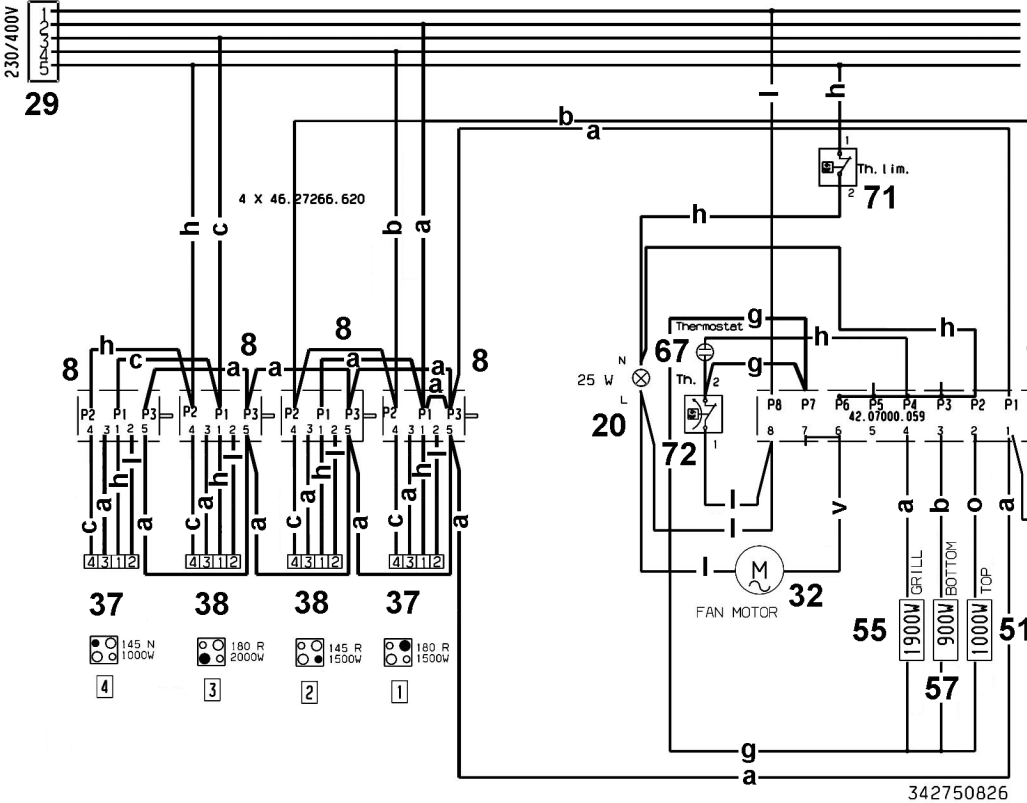 230/400V
1
2
3
4
5
29
b
a
l
h
1
Th. lim.
2
71
4 X 46.27266.620
h
c
b
a
h
g
Thermostat
h
h
67
g
N
25 W
L
20
Th. 2
1
72
8
h
c
a
8
a
8
a
a
a
8
P2 P1 P3
P2 P1 P3
P2 P1 P3
P2 P1 P3
4 3 1 2 5
4 3 1 2 5
4 3 1 2 5
4 3 1 2 5
P8 P7 P6 P5 P4 P3 P2 P1
42.07000.059
8 7 6 5 4 3 2 1
c a h l a
c a h l a
c a h l a
c a h l a
4 3 1 2
4 3 1 2
4 3 1 2
4 3 1 2
l
l
l
v
a
b
o
a
M
FAN MOTOR
32
37
38
38
37
145 N
1000W
180 R
2000W
145 R
1500W
180 R
1500W
4
3
2
1
55
1900W
GRILL
900W
BOTTOM
57
1000W
TOP
51
g
a
342750826